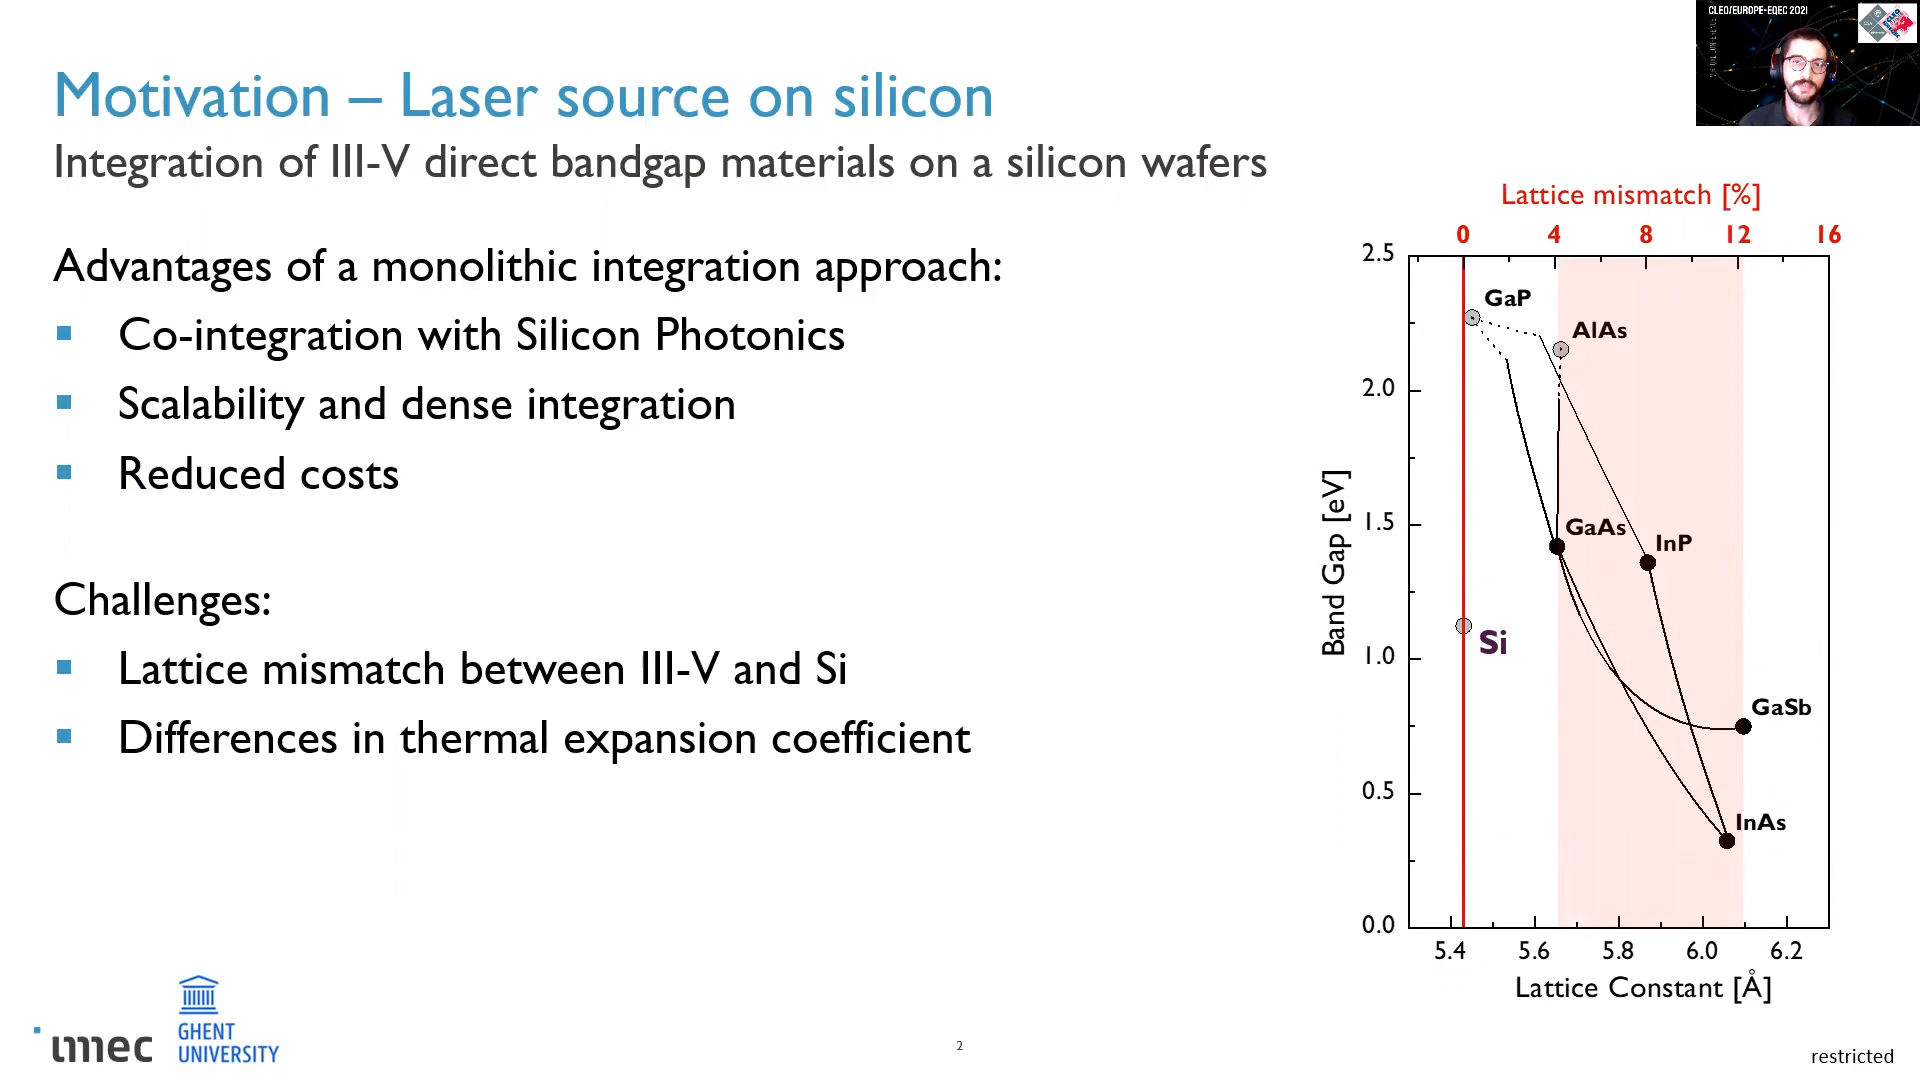 CLEO/EUROPE-EQEC 2021
Motivation – Laser source on silicon
Integration of III-V direct bandgap materials on a silicon wafers
Advantages of a monolithic integration approach:
▪ Co-integration with Silicon Photonics
▪ Scalability and dense integration
▪ Reduced costs
Challenges:
▪ Lattice mismatch between III-V and Si
▪ Differences in thermal expansion coefficient
Lattice mismatch [%]
0 4 8 12 16
2.5
2.0
1.5
1.0
0.5
0.0
Band Gap [eV]
GaP
AlAs
GaAs
InP
Si
GaSb
InAs
5.4 5.6 5.8 6.0 6.2
Lattice Constant [Å]
imec
GHENT
UNIVERSITY
2
restricted